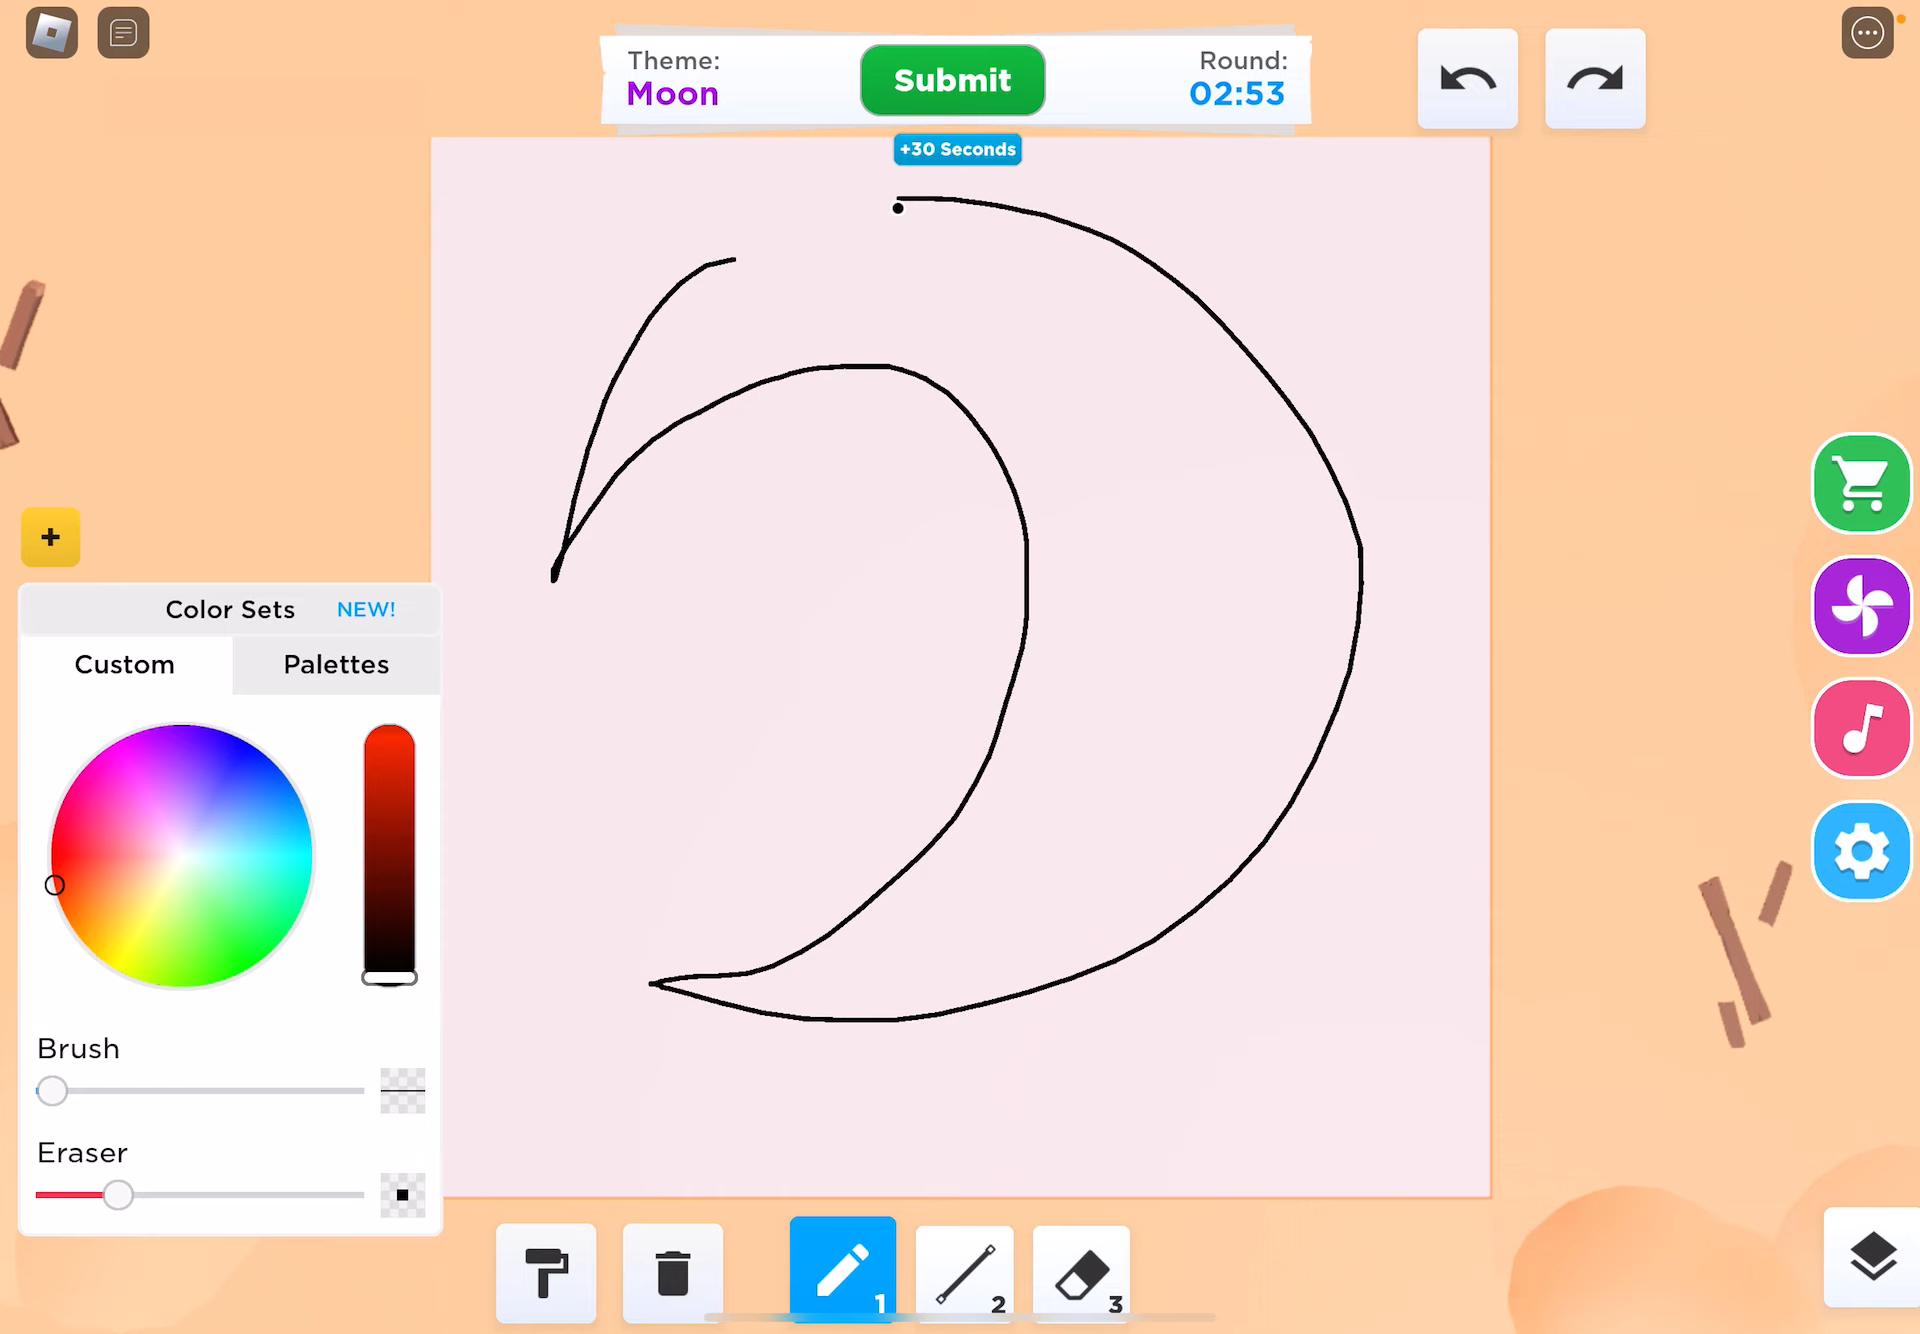 Theme:
Moon
Submit
Round:
02:53
+30 Seconds
+
Color Sets NEW!
Custom Palettes
Brush
Eraser
1
2
3